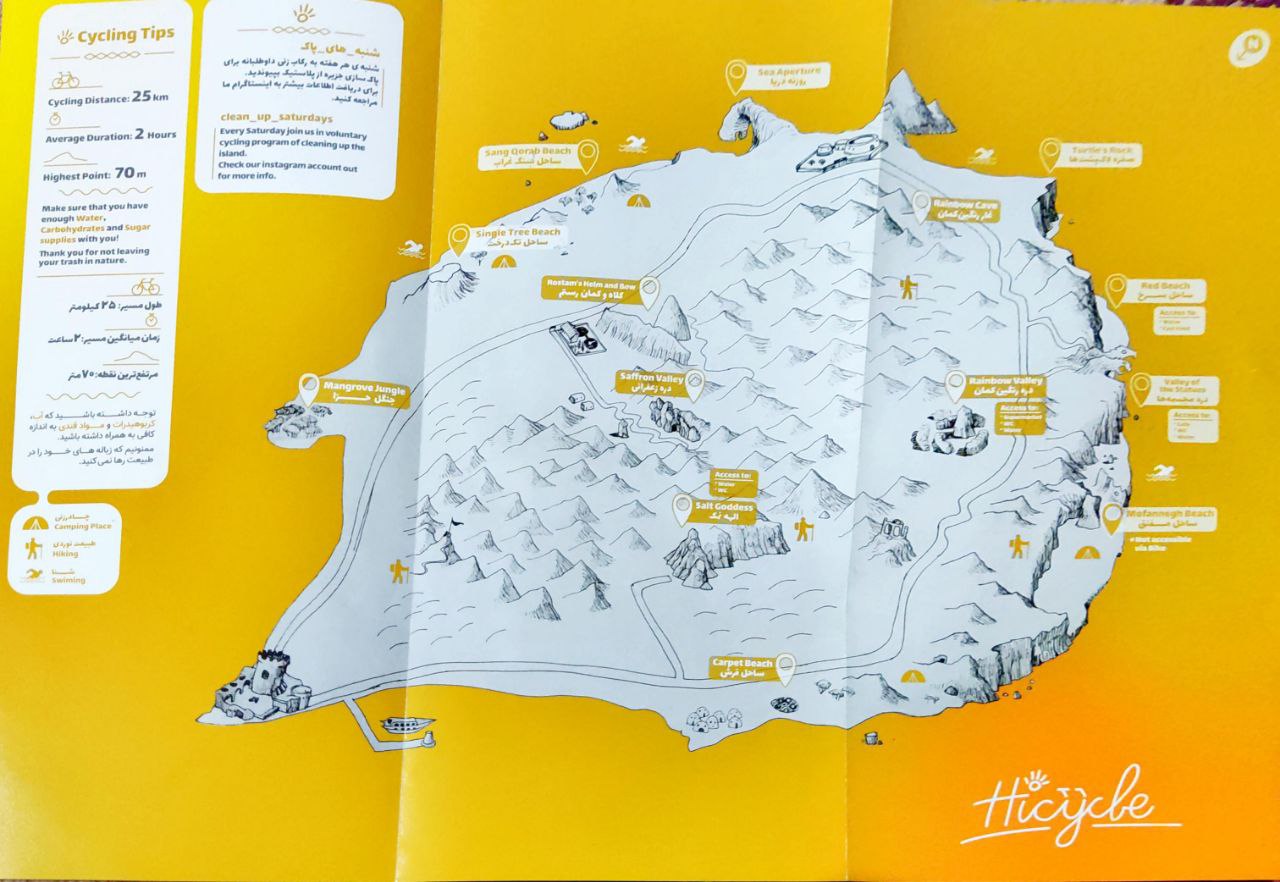 Cycling Tips
Cycling Distance: 25 km
Average Duration: 2 Hours
Highest Point: 70 m
Make sure that you have
enough Water,
Carbohydrates and Sugar
supplies with you!
Thank you for not leaving
your trash in nature.
طول مسیر: ۲۵ کیلومتر
زمان میانگین مسیر: ۲ ساعت
مرتفع‌ترین نقطه: ۷۰ متر
توجه داشته باشید که آب،
کربوهیدرات و مواد قندی به اندازه
کافی به همراه داشته باشید.
ممنونیم که زباله های خود را در
طبیعت رها نمی‌کنید.
چادرزنی
Camping Place
طبیعت نوردی
Hiking
شنا
Swiming
شنبه_های_پاک
شنبه ی هر هفته به رکاب زنی داوطلبانه برای
پاک سازی جزیره از پلاستیک بپیوندید.
برای دریافت اطلاعات بیشتر به اینستاگرام ما
مراجعه کنید.
clean_up_saturdays
Every Saturday join us in voluntary
cycling program of cleaning up the
island.
Check our instagram account out
for more info.
N
Sea Aperture
روزنه دریا
Sang Qorab Beach
ساحل سنگ غراب
Turtle's Rock
صخره لاک‌پشت‌ها
Rainbow Cave
غار رنگین کمان
Single Tree Beach
ساحل تک‌درخت
Rostam's Helm and Bow
کلاه و کمان رستم
Red Beach
ساحل سرخ
Access to:
Water
Mangrove Jungle
جنگل حرا
Saffron Valley
دره زعفرانی
Rainbow Valley
دره رنگین کمان
Access to:
Supermarket
WC
Water
Valley of
the Statues
دره مجسمه‌ها
Access to:
WC
Water
Access to:
Water
WC
Salt Goddess
الهه نمک
Mofannegh Beach
ساحل مفنق
*Not accessible
via Bike
Carpet Beach
ساحل فرش
Hicycle